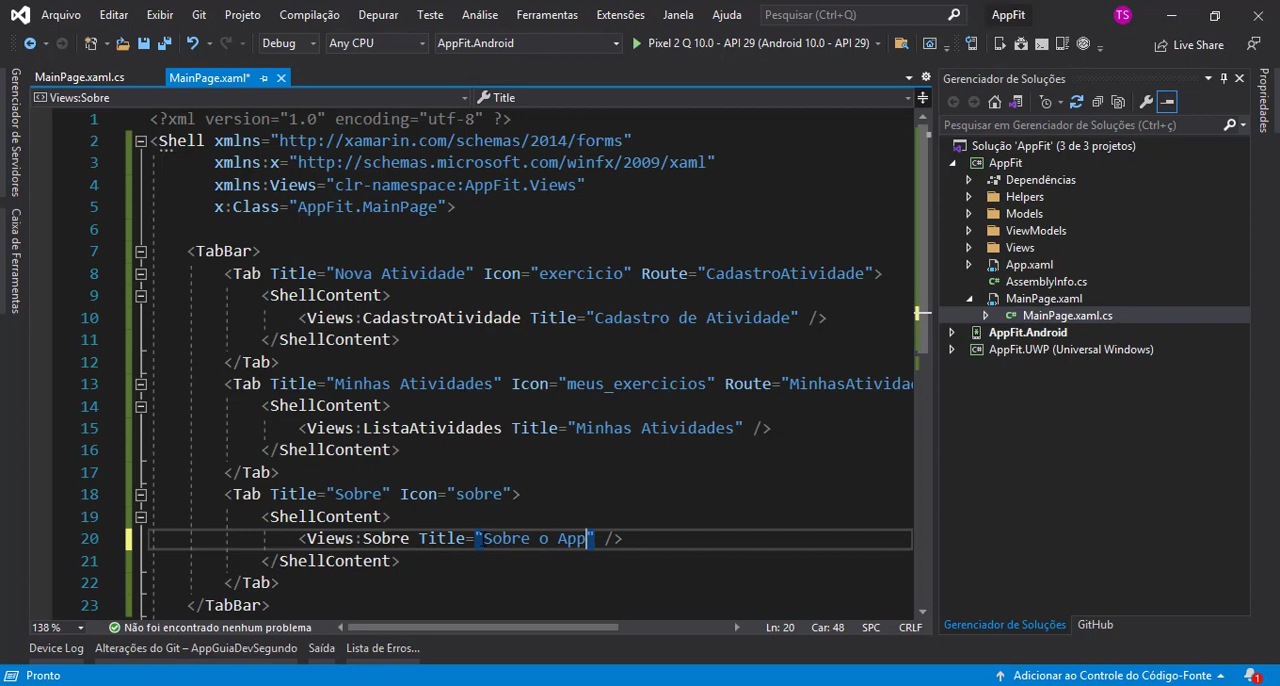 Arquivo Editar Exibir Git Projeto Compilação Depurar Teste Análise Ferramentas Extensões Janela Ajuda Pesquisar (Ctrl+Q) AppFit TS
Debug Any CPU AppFit.Android Pixel 2 Q 10.0 - API 29 (Android 10.0 - API 29) Live Share
Gerenciador de Servidores
Caixa de Ferramentas
MainPage.xaml.cs MainPage.xaml*
Views:Sobre Title
1 <?xml version="1.0" encoding="utf-8" ?>
2 <Shell xmlns="http://xamarin.com/schemas/2014/forms"
3 xmlns:x="http://schemas.microsoft.com/winfx/2009/xaml"
4 xmlns:Views="clr-namespace:AppFit.Views"
5 x:Class="AppFit.MainPage">
6
7 <TabBar>
8 <Tab Title="Nova Atividade" Icon="exercicio" Route="CadastroAtividade">
9 <ShellContent>
10 <Views:CadastroAtividade Title="Cadastro de Atividade" />
11 </ShellContent>
12 </Tab>
13 <Tab Title="Minhas Atividades" Icon="meus_exercicios" Route="MinhasAtividad
14 <ShellContent>
15 <Views:ListaAtividades Title="Minhas Atividades" />
16 </ShellContent>
17 </Tab>
18 <Tab Title="Sobre" Icon="sobre">
19 <ShellContent>
20 <Views:Sobre Title="Sobre o App" />
21 </ShellContent>
22 </Tab>
23 </TabBar>
138 % Não foi encontrado nenhum problema Ln: 20 Car: 48 SPC CRLF
Device Log Alterações do Git – AppGuiaDevSegundo Saída Lista de Erros...
Gerenciador de Soluções
Pesquisar em Gerenciador de Soluções (Ctrl+ç)
Solução 'AppFit' (3 de 3 projetos)
AppFit
Dependências
Helpers
Models
ViewModels
Views
App.xaml
AssemblyInfo.cs
MainPage.xaml
MainPage.xaml.cs
AppFit.Android
AppFit.UWP (Universal Windows)
Gerenciador de Soluções GitHub
Propriedades
Pronto Adicionar ao Controle do Código-Fonte 1